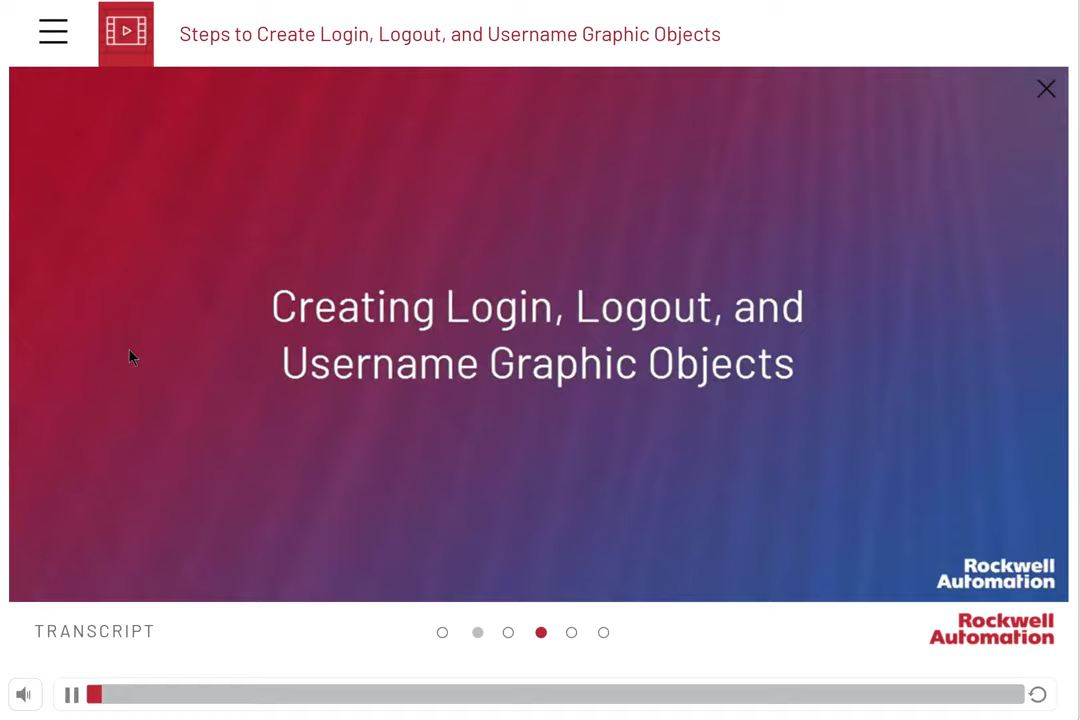 Steps to Create Login, Logout, and Username Graphic Objects
Creating Login, Logout, and
Username Graphic Objects
Rockwell
Automation
TRANSCRIPT
Rockwell
Automation